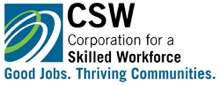 CSW
Corporation for a
Skilled Workforce
Good Jobs. Thriving Communities.